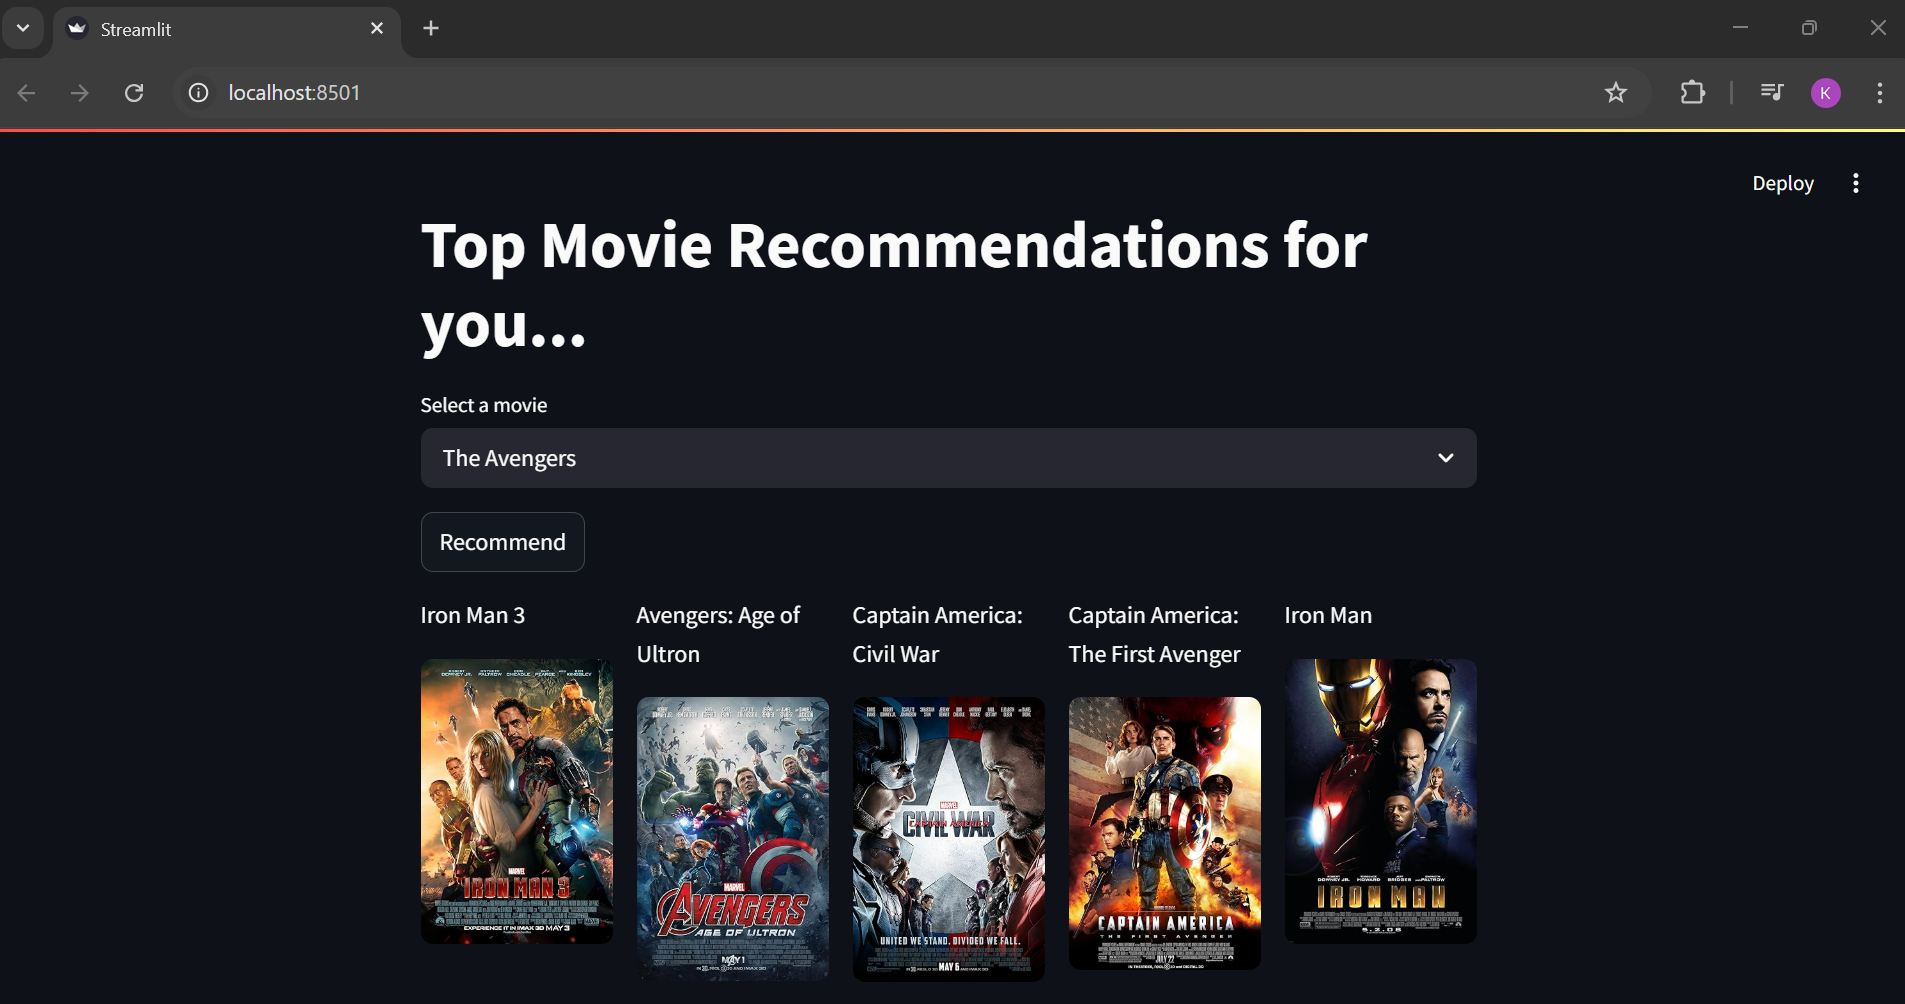 Streamlit
localhost:8501
K
Deploy
Top Movie Recommendations for
you...
Select a movie
The Avengers
Recommend
Iron Man 3
Avengers: Age of
Ultron
Captain America:
Civil War
Captain America:
The First Avenger
Iron Man
MARVEL
IRON MAN 3
EXPERIENCE IT IN IMAX 3D MAY 3
MARVEL
AVENGERS
AGE OF ULTRON
MAY 1
MARVEL
CAPTAIN AMERICA
CIVIL WAR
UNITED WE STAND. DIVIDED WE FALL.
MAY 6
CAPTAIN AMERICA
THE FIRST AVENGER
JULY 22
IRON MAN
5.2.08